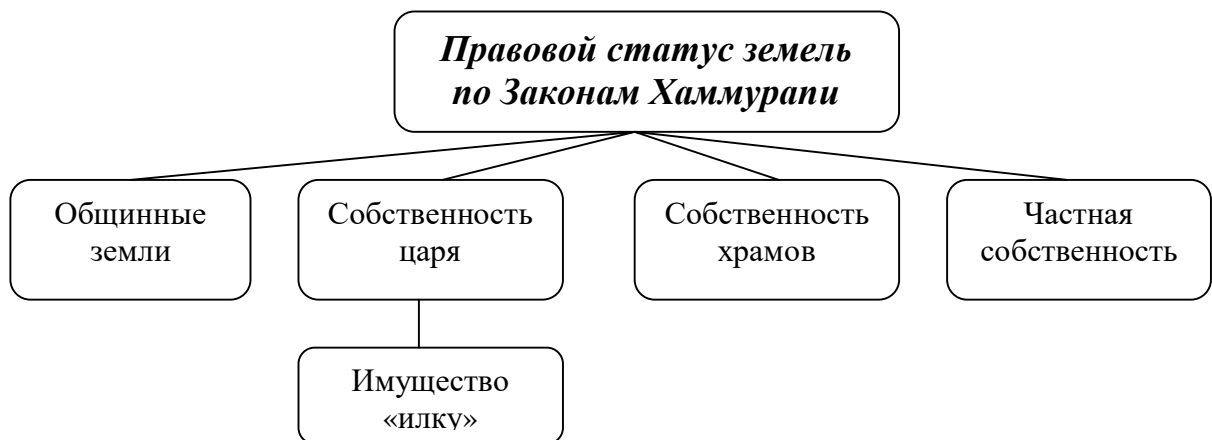 Правовой статус земель
по Законам Хаммурапи
Общинные
земли
Собственность
царя
Собственность
храмов
Частная
собственность
Имущество
«илку»